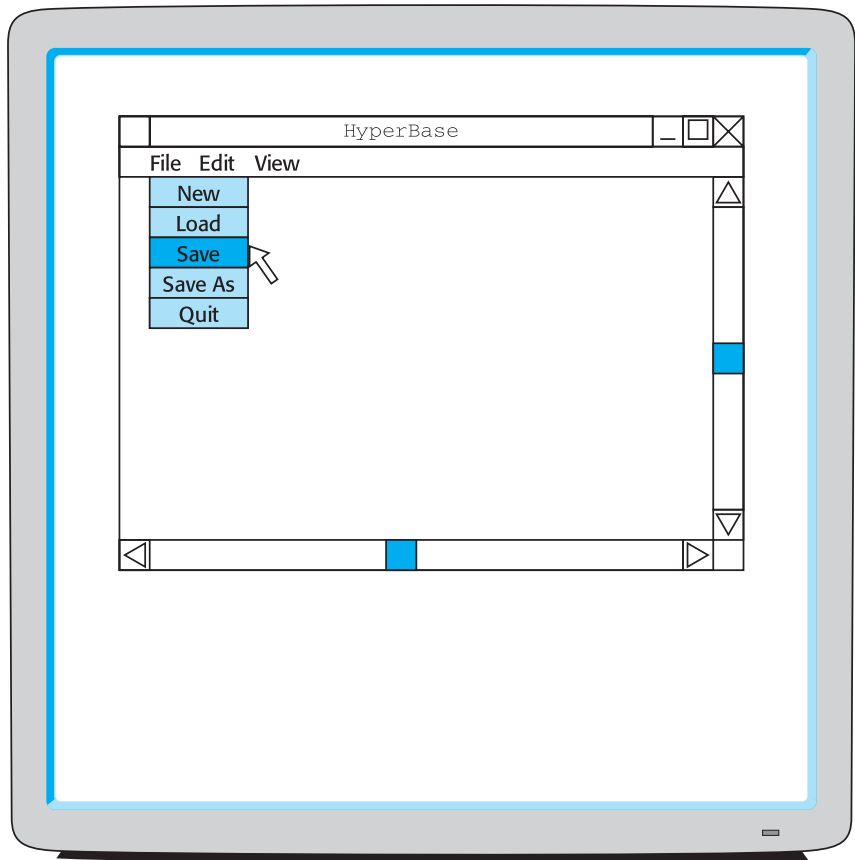 HyperBase
File Edit View
New
Load
Save
Save As
Quit